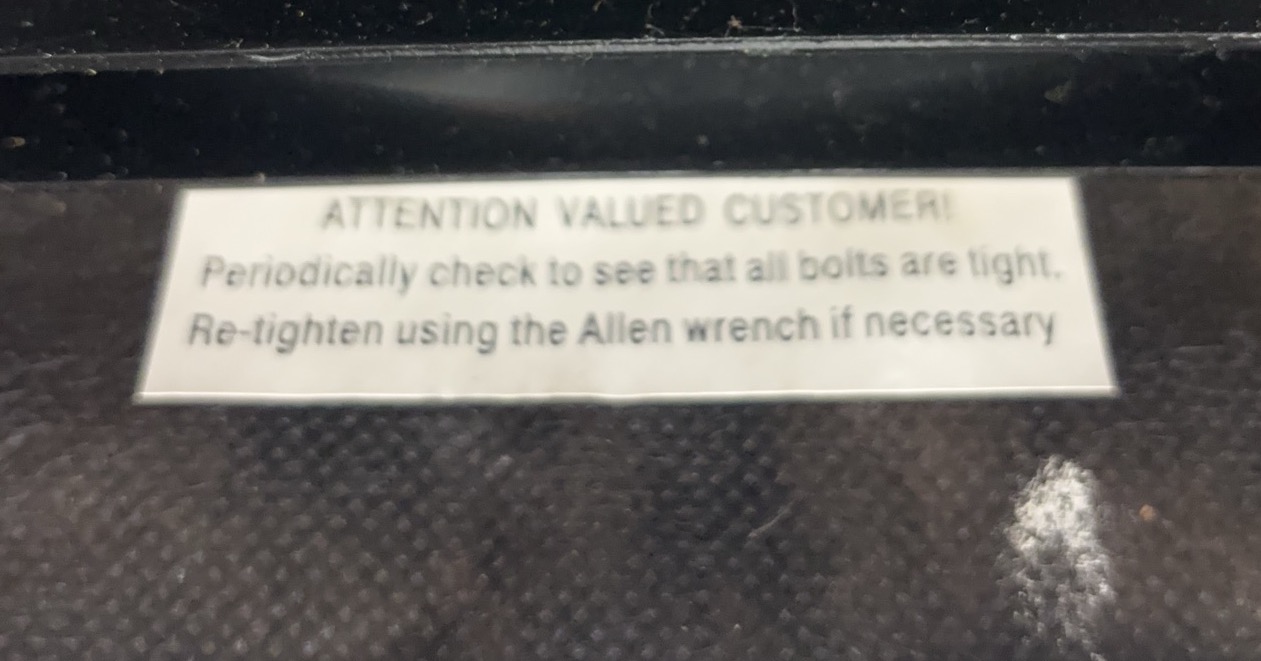 ATTENTION VALUED CUSTOMER!
Periodically check to see that all bolts are tight.
Re-tighten using the Allen wrench if necessary